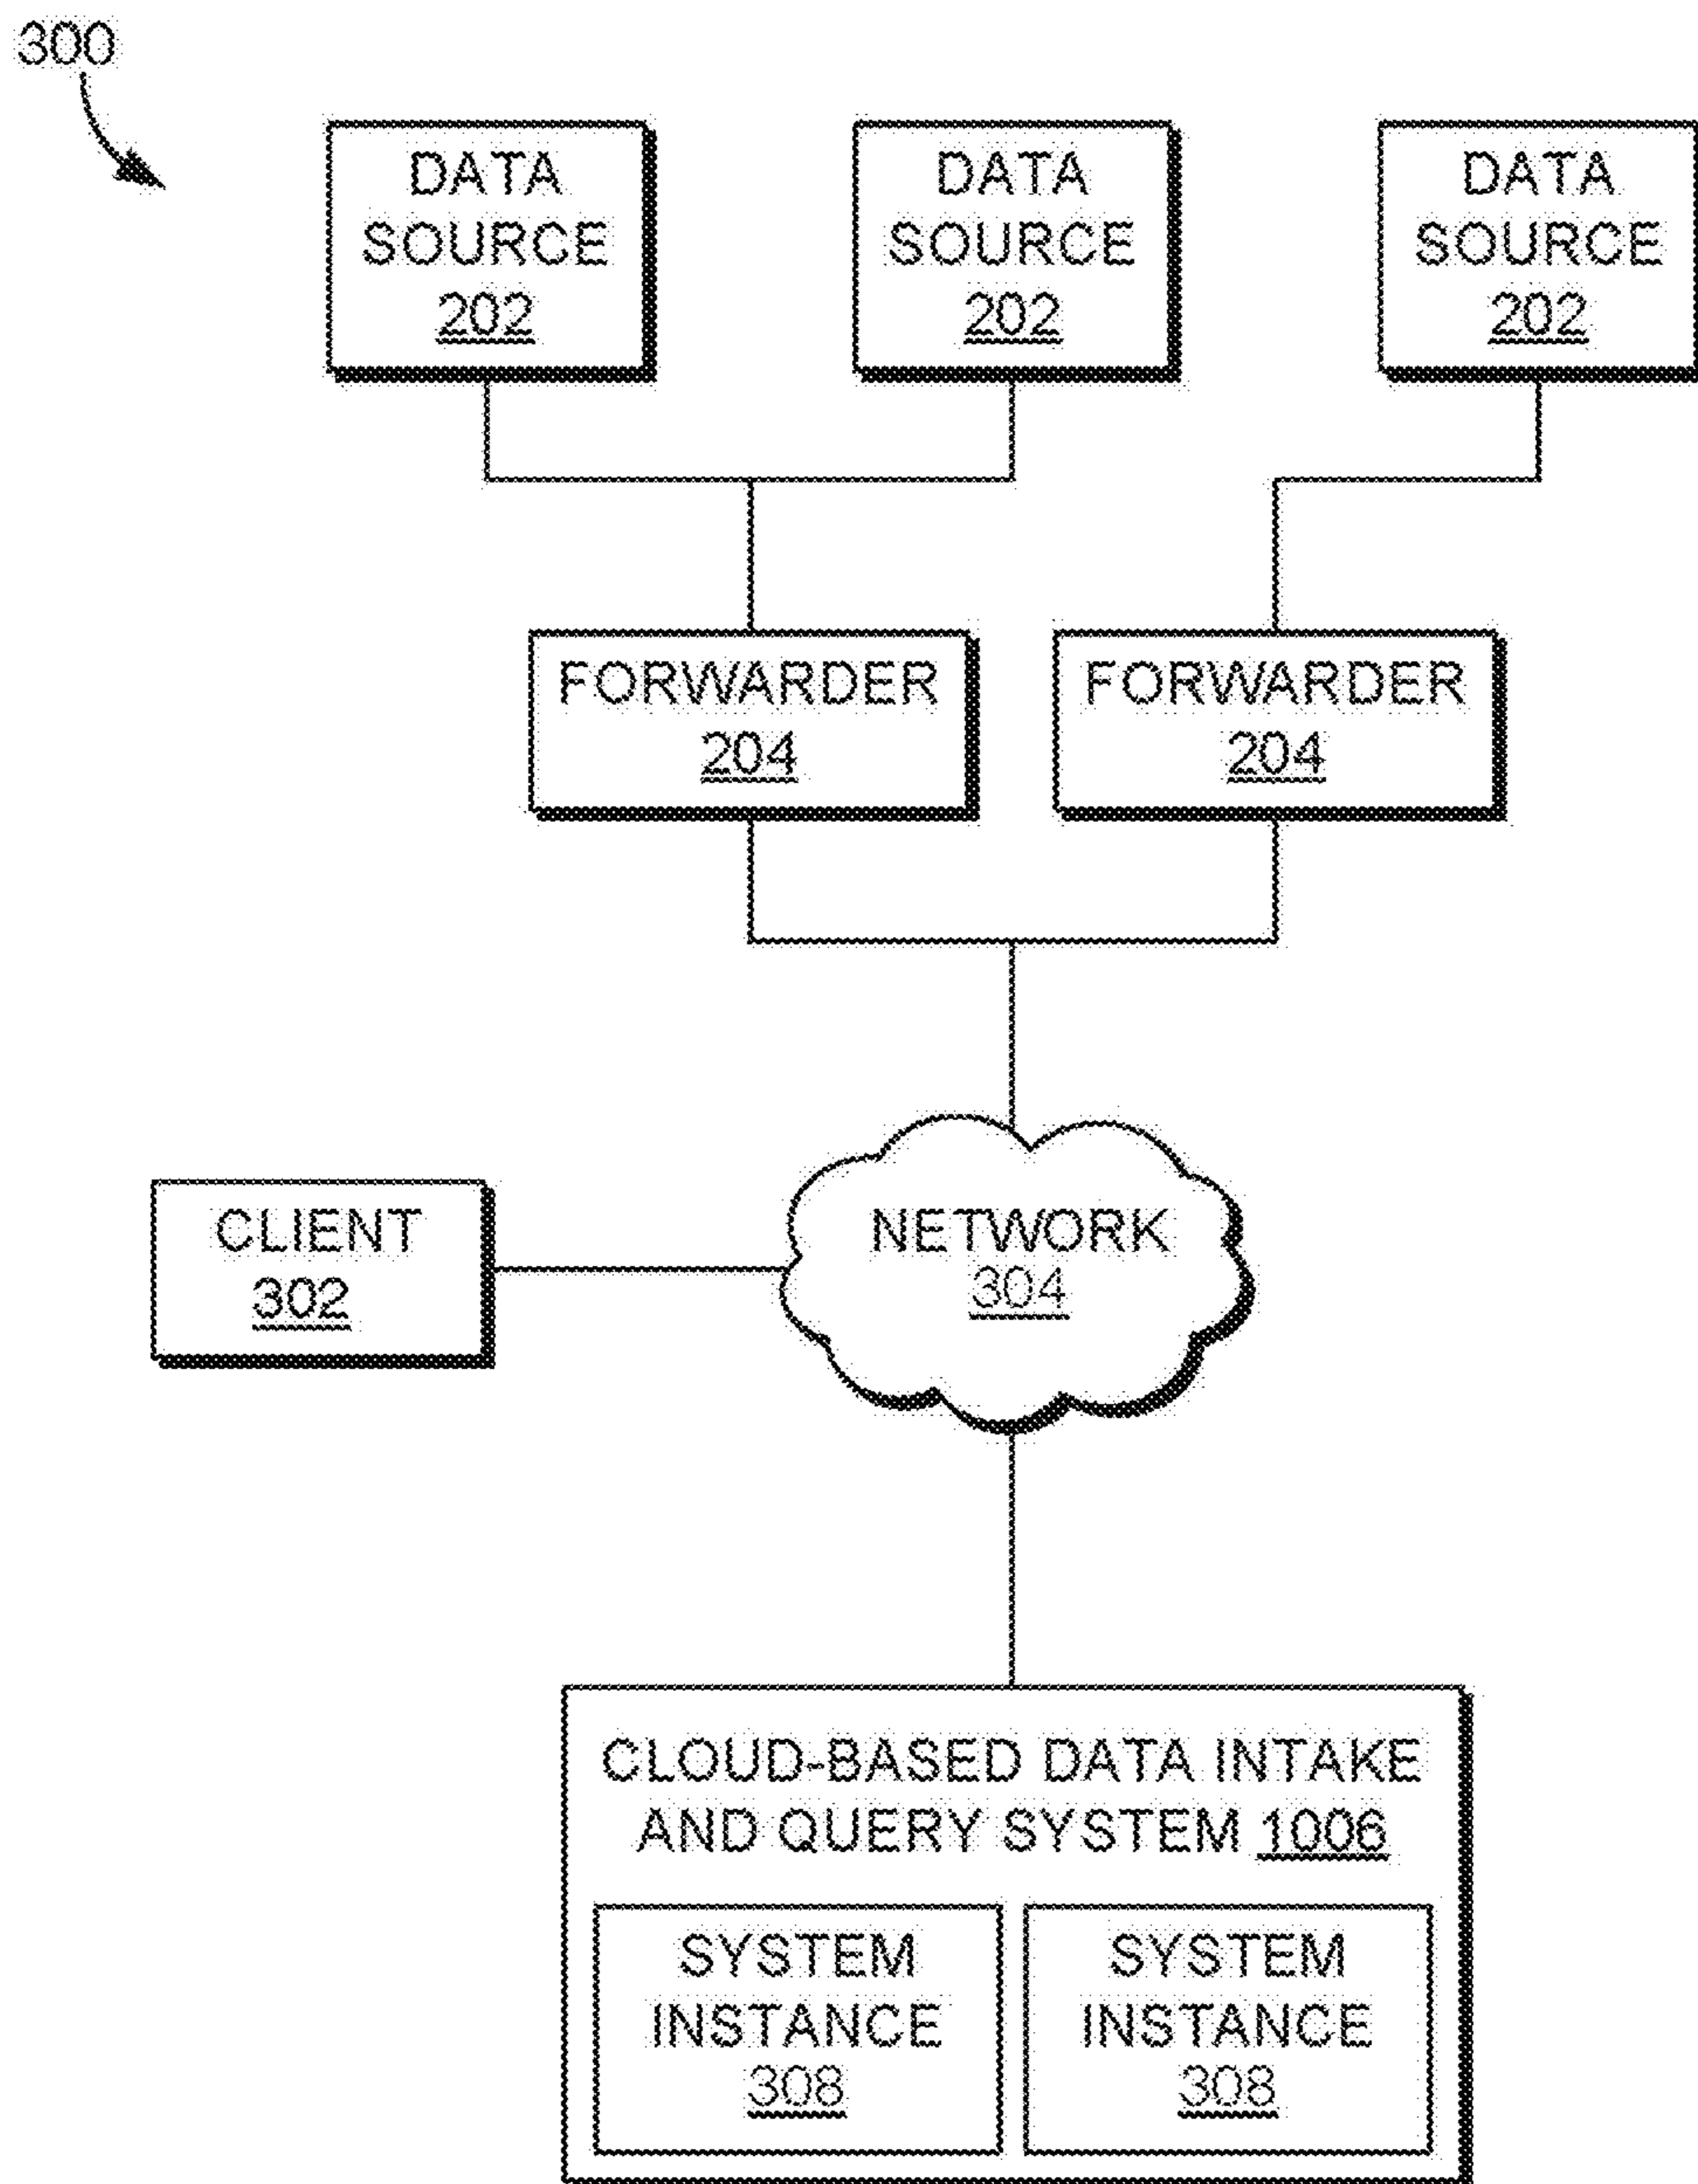 300
DATA
SOURCE
202
DATA
SOURCE
202
DATA
SOURCE
202
FORWARDER
204
FORWARDER
204
CLIENT
302
NETWORK
304
CLOUD-BASED DATA INTAKE
AND QUERY SYSTEM 1006
SYSTEM
INSTANCE
308
SYSTEM
INSTANCE
308